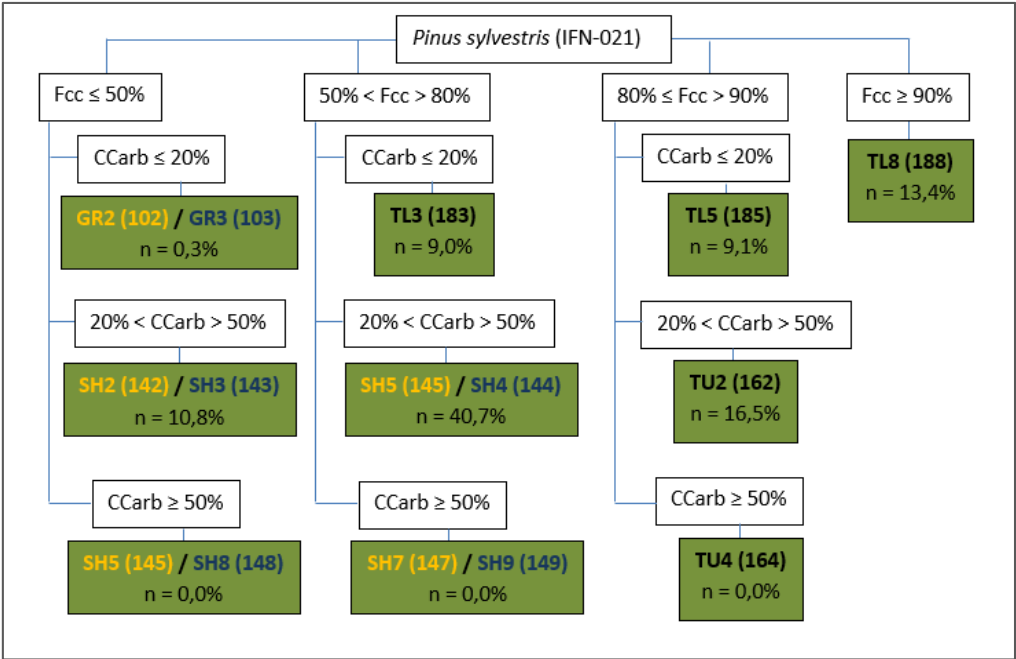 Pinus sylvestris (IFN-021)
Fcc ≤ 50%
50% < Fcc > 80%
80% ≤ Fcc > 90%
Fcc ≥ 90%
CCarb ≤ 20%
GR2 (102) / GR3 (103)
n = 0,3%
20% < CCarb > 50%
SH2 (142) / SH3 (143)
n = 10,8%
CCarb ≥ 50%
SH5 (145) / SH8 (148)
n = 0,0%
CCarb ≤ 20%
TL3 (183)
n = 9,0%
20% < CCarb > 50%
SH5 (145) / SH4 (144)
n = 40,7%
CCarb ≥ 50%
SH7 (147) / SH9 (149)
n = 0,0%
CCarb ≤ 20%
TL5 (185)
n = 9,1%
20% < CCarb > 50%
TU2 (162)
n = 16,5%
CCarb ≥ 50%
TU4 (164)
n = 0,0%
TL8 (188)
n = 13,4%